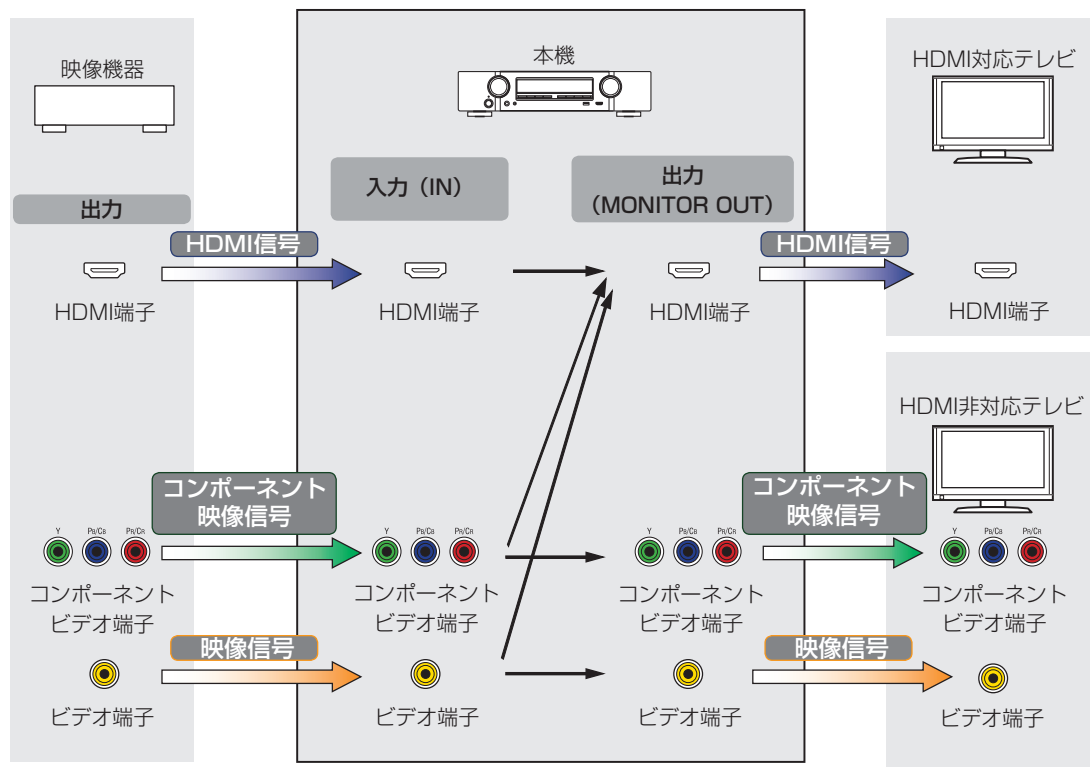 映像機器
本機
HDMI対応テレビ
出力
入力（IN）
出力
（MONITOR OUT）
HDMI信号
HDMI信号
HDMI端子
HDMI端子
HDMI端子
HDMI端子
HDMI非対応テレビ
コンポーネント
映像信号
コンポーネント
映像信号
Y PB/CB PR/CR
Y PB/CB PR/CR
Y PB/CB PR/CR
Y PB/CB PR/CR
コンポーネント
ビデオ端子
コンポーネント
ビデオ端子
コンポーネント
ビデオ端子
コンポーネント
ビデオ端子
映像信号
映像信号
ビデオ端子
ビデオ端子
ビデオ端子
ビデオ端子